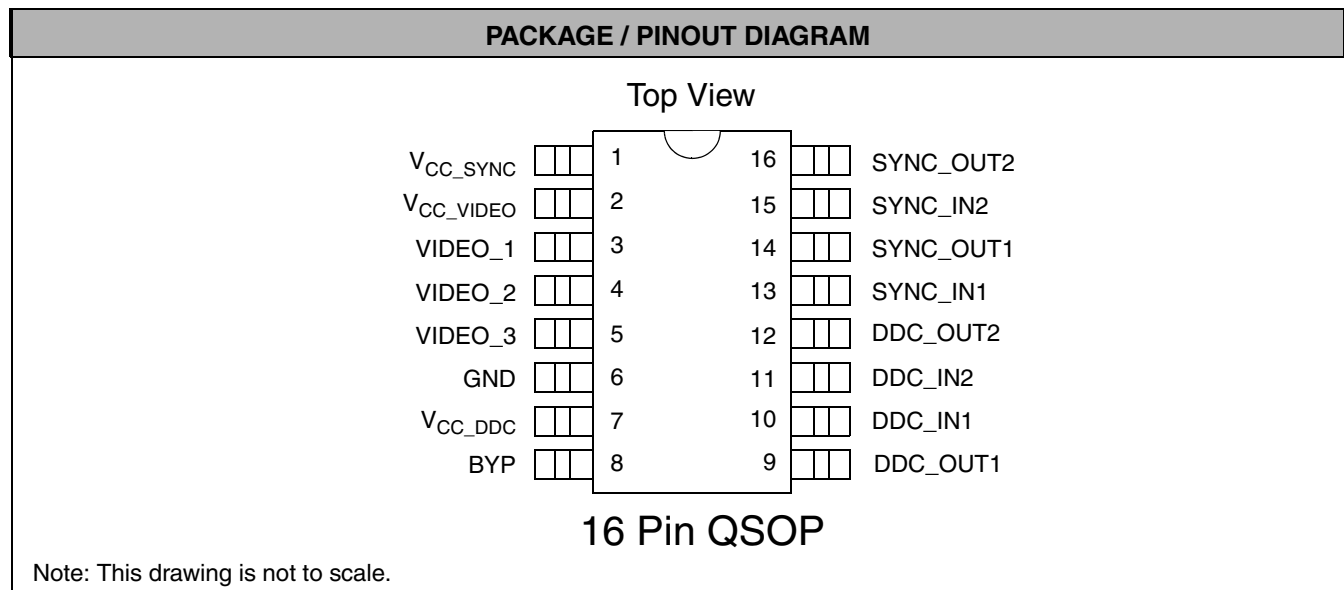 PACKAGE / PINOUT DIAGRAM
Top View
VCC_SYNC 1 16 SYNC_OUT2
VCC_VIDEO 2 15 SYNC_IN2
VIDEO_1 3 14 SYNC_OUT1
VIDEO_2 4 13 SYNC_IN1
VIDEO_3 5 12 DDC_OUT2
GND 6 11 DDC_IN2
VCC_DDC 7 10 DDC_IN1
BYP 8 9 DDC_OUT1
16 Pin QSOP
Note: This drawing is not to scale.